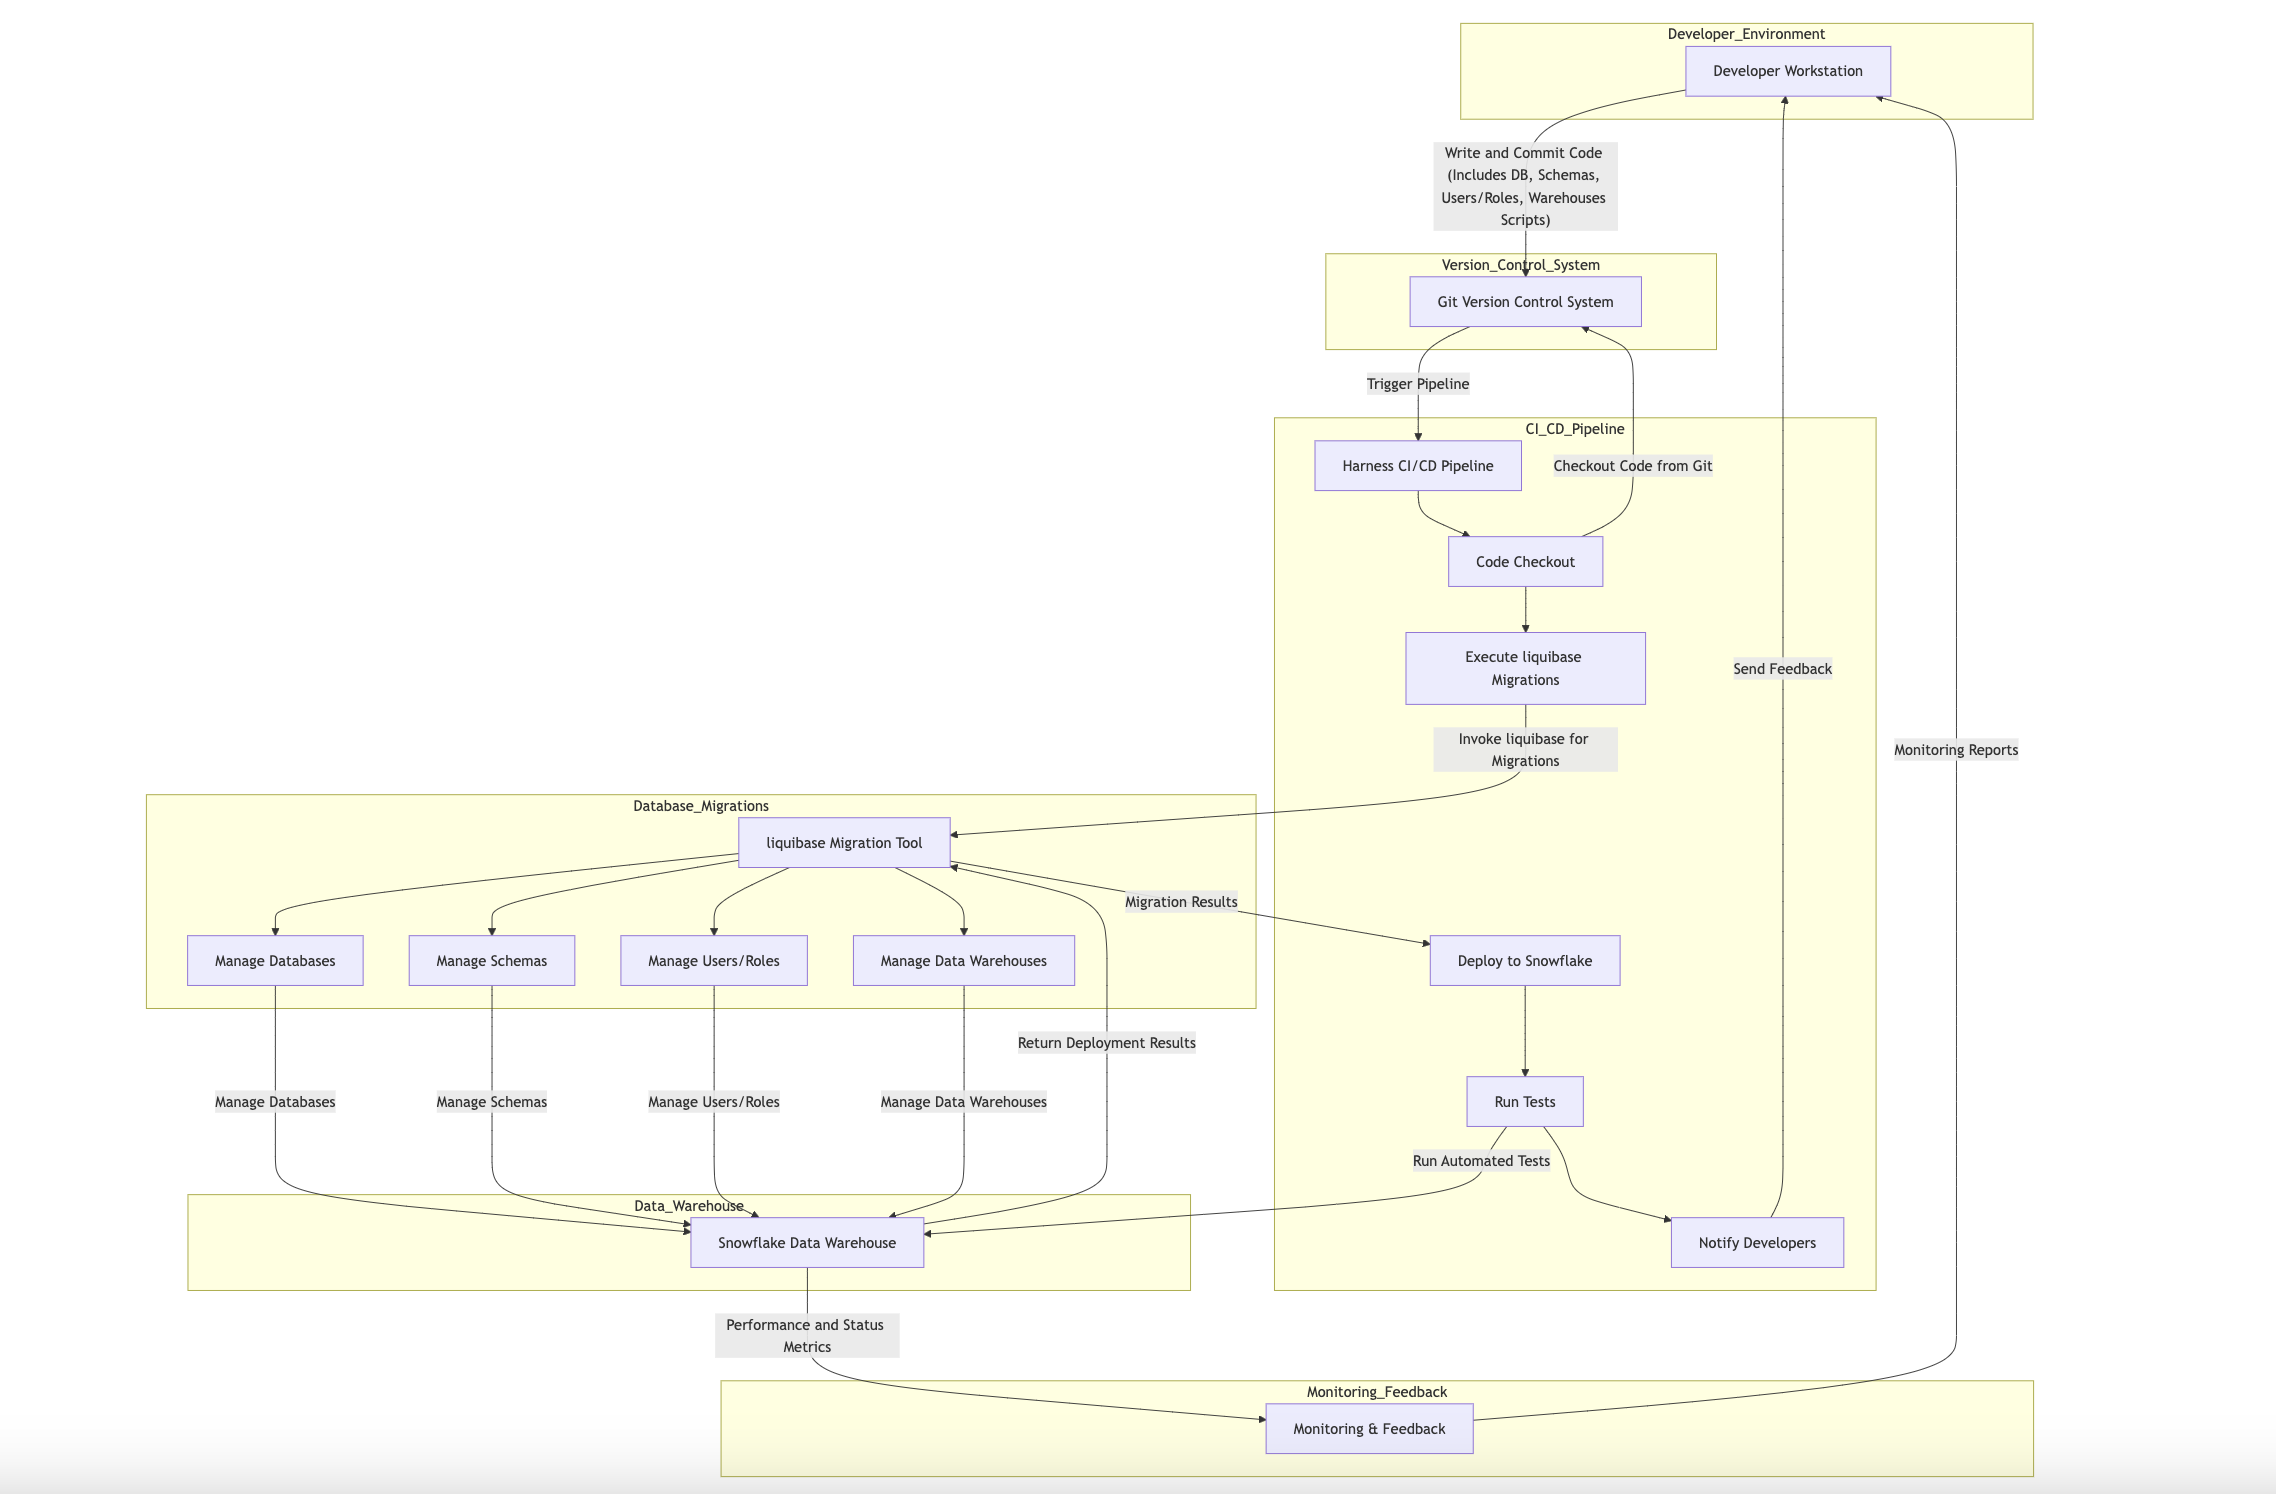 Developer_Environment
Developer Workstation
Write and Commit Code
(Includes DB, Schemas,
Users/Roles, Warehouses
Scripts)
Version_Control_System
Git Version Control System
Trigger Pipeline
CI_CD_Pipeline
Harness CI/CD Pipeline
Checkout Code from Git
Code Checkout
Execute liquibase
Migrations
Send Feedback
Invoke liquibase for
Migrations
Monitoring Reports
Database_Migrations
liquibase Migration Tool
Migration Results
Manage Databases
Manage Schemas
Manage Users/Roles
Manage Data Warehouses
Deploy to Snowflake
Return Deployment Results
Manage Databases
Manage Schemas
Manage Users/Roles
Manage Data Warehouses
Run Tests
Run Automated Tests
Data_Warehouse
Snowflake Data Warehouse
Notify Developers
Performance and Status
Metrics
Monitoring_Feedback
Monitoring & Feedback